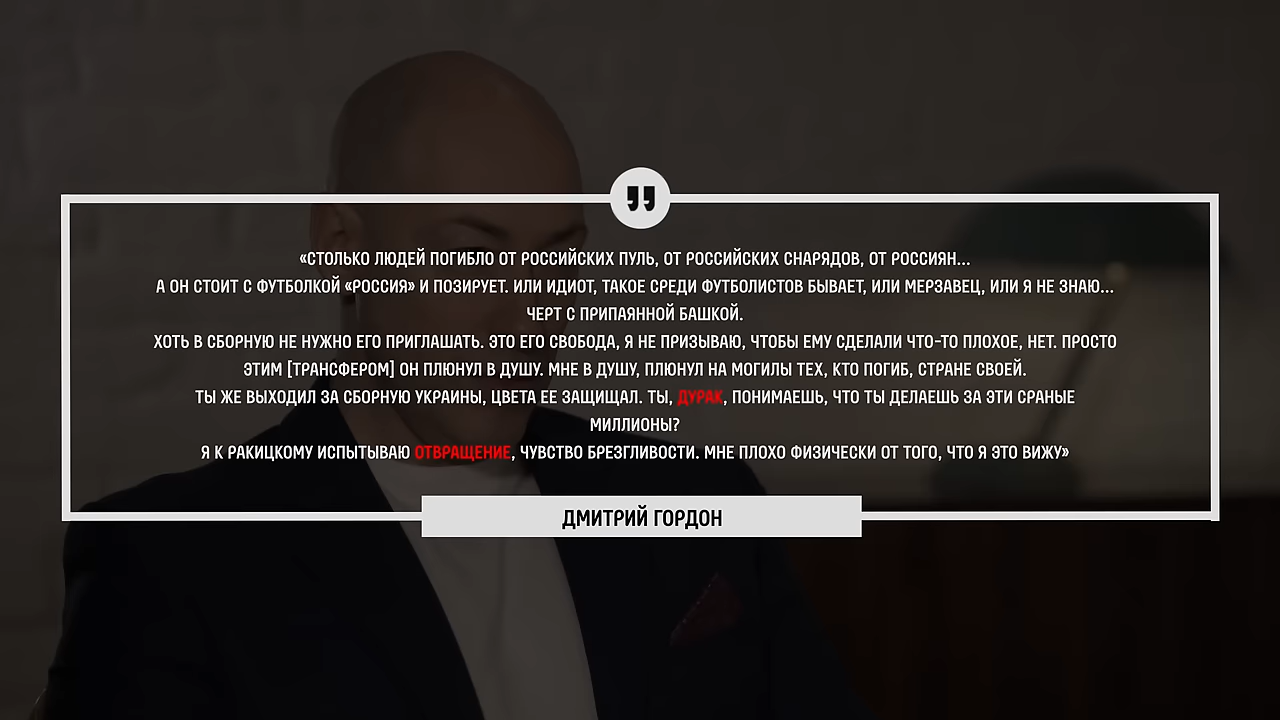 «СТОЛЬКО ЛЮДЕЙ ПОГИБЛО ОТ РОССИЙСКИХ ПУЛЬ, ОТ РОССИЙСКИХ СНАРЯДОВ, ОТ РОССИЯН...
А ОН СТОИТ С ФУТБОЛКОЙ «РОССИЯ» И ПОЗИРУЕТ. ИЛИ ИДИОТ, ТАКОЕ СРЕДИ ФУТБОЛИСТОВ БЫВАЕТ, ИЛИ МЕРЗАВЕЦ, ИЛИ Я НЕ ЗНАЮ...
ЧЕРТ С ПРИПАЯННОЙ БАШКОЙ.
ХОТЬ В СБОРНУЮ НЕ НУЖНО ЕГО ПРИГЛАШАТЬ. ЭТО ЕГО СВОБОДА, Я НЕ ПРИЗЫВАЮ, ЧТОБЫ ЕМУ СДЕЛАЛИ ЧТО-ТО ПЛОХОЕ, НЕТ. ПРОСТО
ЭТИМ [ТРАНСФЕРОМ] ОН ПЛЮНУЛ В ДУШУ. МНЕ В ДУШУ, ПЛЮНУЛ НА МОГИЛЫ ТЕХ, КТО ПОГИБ, СТРАНЕ СВОЕЙ.
ТЫ ЖЕ ВЫХОДИЛ ЗА СБОРНУЮ УКРАИНЫ, ЦВЕТА ЕЕ ЗАЩИЩАЛ. ТЫ, ДУРАК, ПОНИМАЕШЬ, ЧТО ТЫ ДЕЛАЕШЬ ЗА ЭТИ СРАНЫЕ
МИЛЛИОНЫ?
Я К РАКИЦКОМУ ИСПЫТЫВАЮ ОТВРАЩЕНИЕ, ЧУВСТВО БРЕЗГЛИВОСТИ. МНЕ ПЛОХО ФИЗИЧЕСКИ ОТ ТОГО, ЧТО Я ЭТО ВИЖУ»
ДМИТРИЙ ГОРДОН